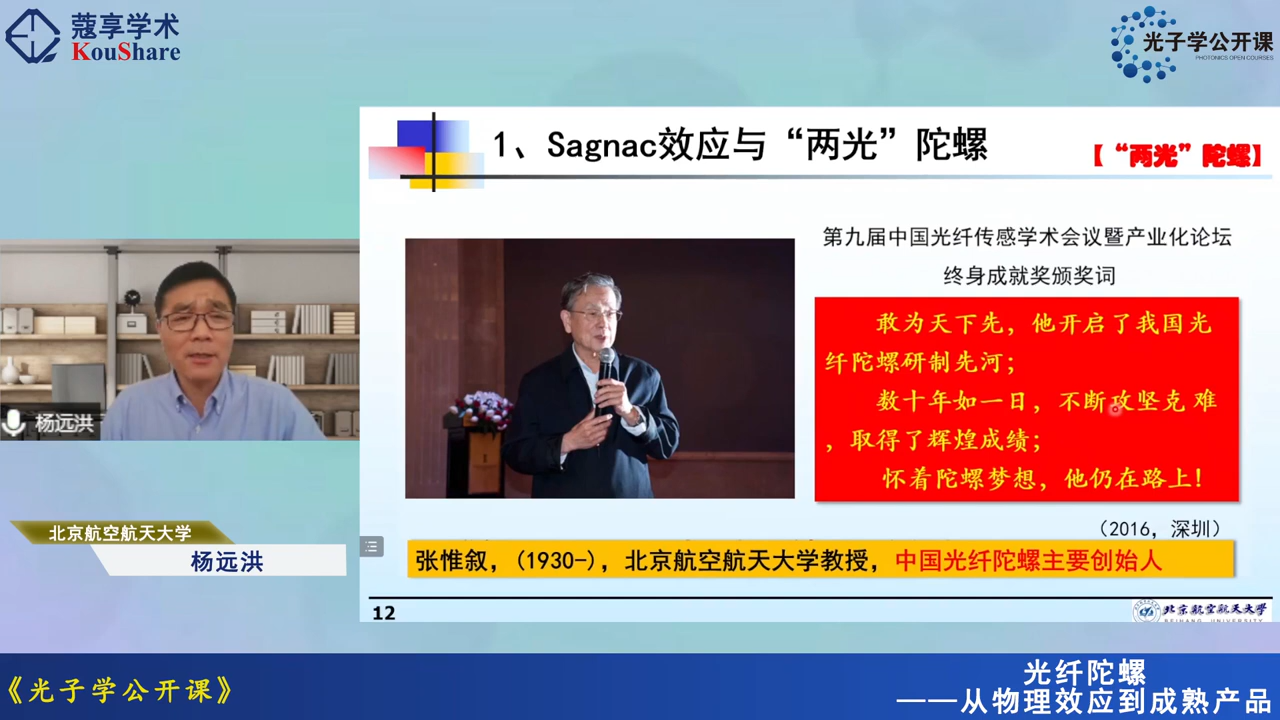 蔻享学术
KouShare
光子学公开课
PHOTONICS OPEN COURSES
1、Sagnac效应与“两光”陀螺
【“两光”陀螺】
第九届中国光纤传感学术会议暨产业化论坛
终身成就奖颁奖词
敢为天下先，他开启了我国光
纤陀螺研制先河；
数十年如一日，不断攻坚克 难
，取得了辉煌成绩；
怀着陀螺梦想，他仍在路上！
（2016，深圳）
张惟叙，(1930-)，北京航空航天大学教授，中国光纤陀螺主要创始人
12
北京航空航天大学
BEIHANG UNIVERSITY
杨远洪
北京航空航天大学
杨远洪
《光子学公开课》
光纤陀螺
——从物理效应到成熟产品